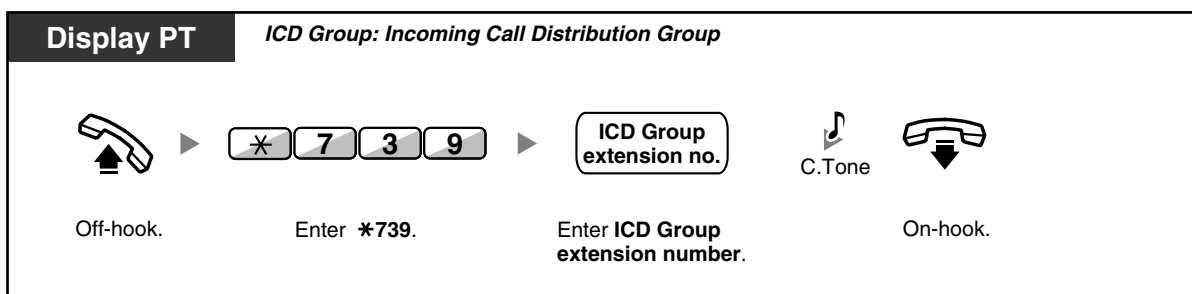 Display PT
ICD Group: Incoming Call Distribution Group
* 7 3 9
ICD Group
extension no.
C.Tone
Off-hook.
Enter *739.
Enter ICD Group
extension number.
On-hook.